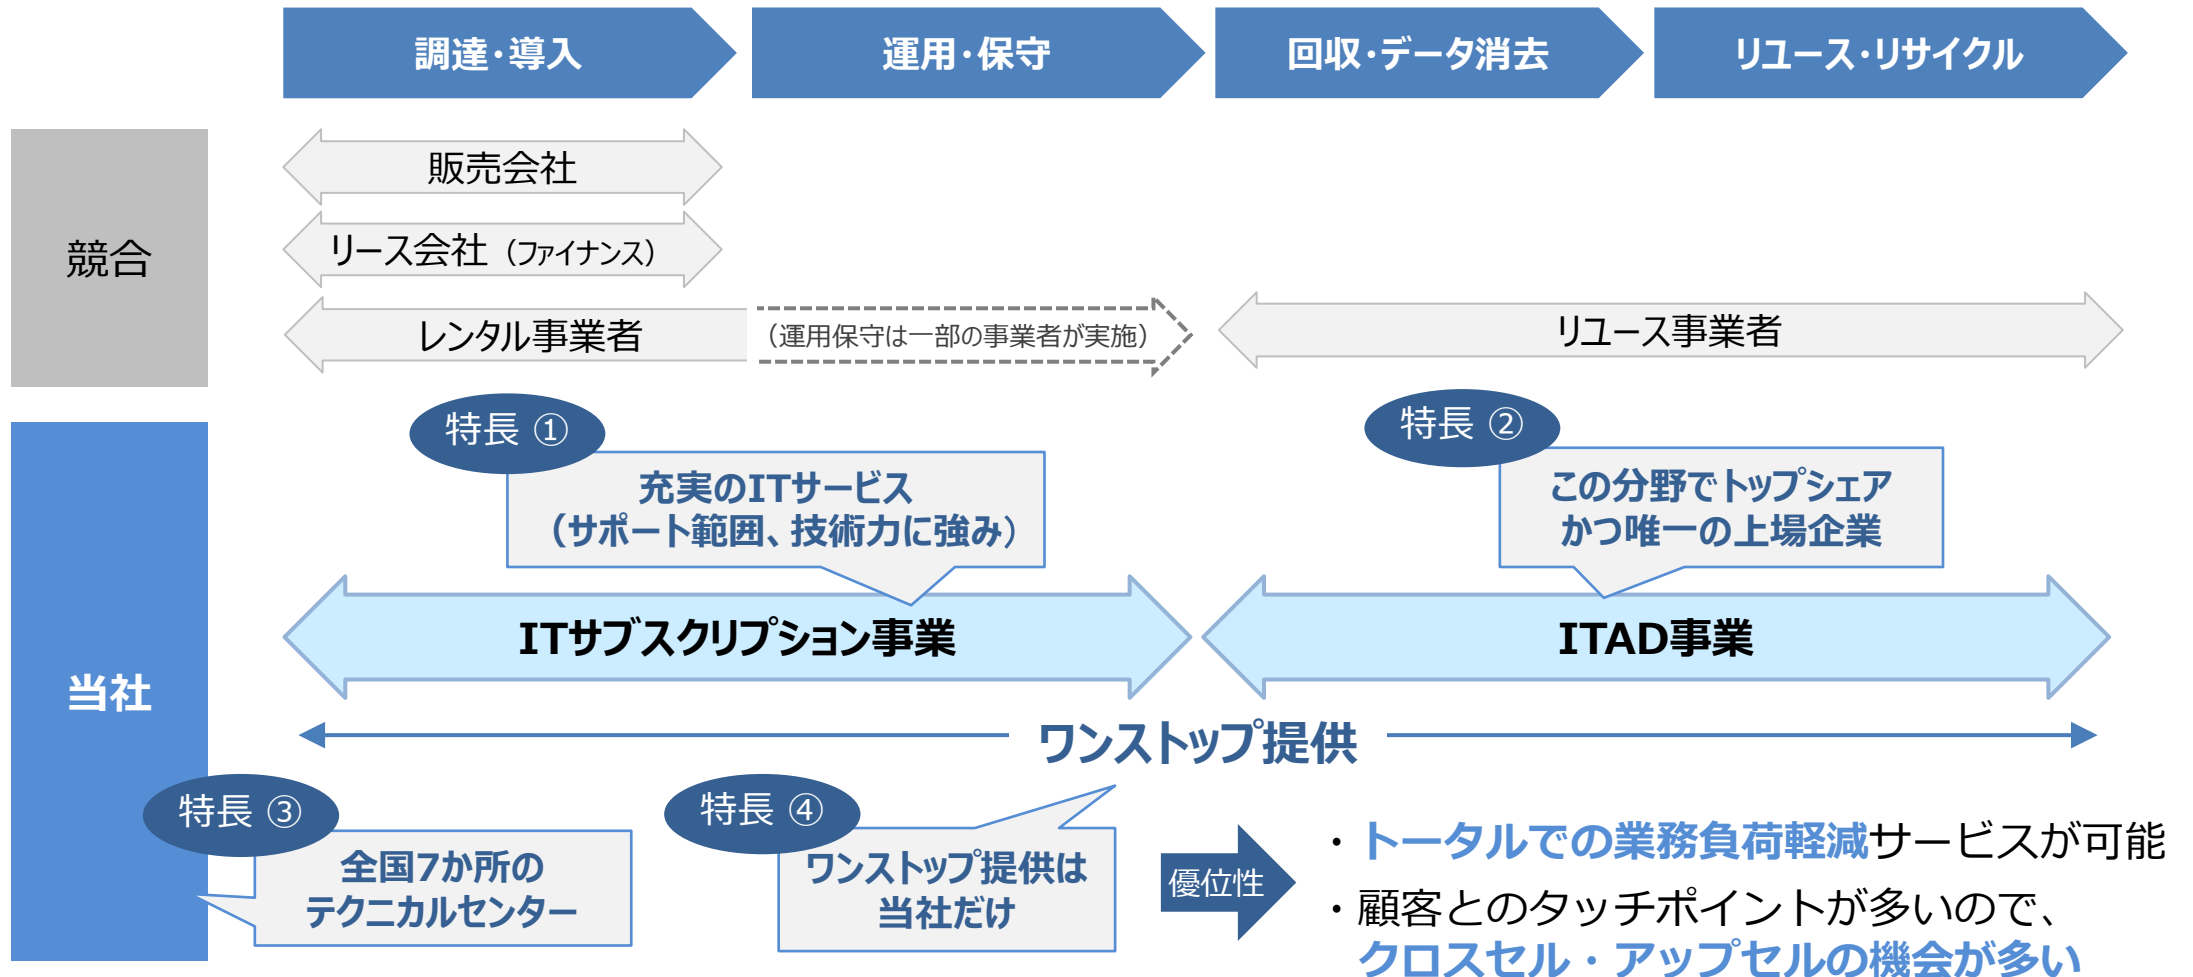 調達・導入
運用・保守
回収・データ消去
リユース・リサイクル
競合
販売会社
リース会社（ファイナンス）
レンタル事業者
（運用保守は一部の事業者が実施）
リユース事業者
当社
特長 ①
充実のITサービス
（サポート範囲、技術力に強み）
特長 ②
この分野でトップシェア
かつ唯一の上場企業
ITサブスクリプション事業
ITAD事業
ワンストップ提供
特長 ③
全国7か所の
テクニカルセンター
特長 ④
ワンストップ提供は
当社だけ
優位性
・トータルでの業務負荷軽減サービスが可能
・顧客とのタッチポイントが多いので、
クロスセル・アップセルの機会が多い